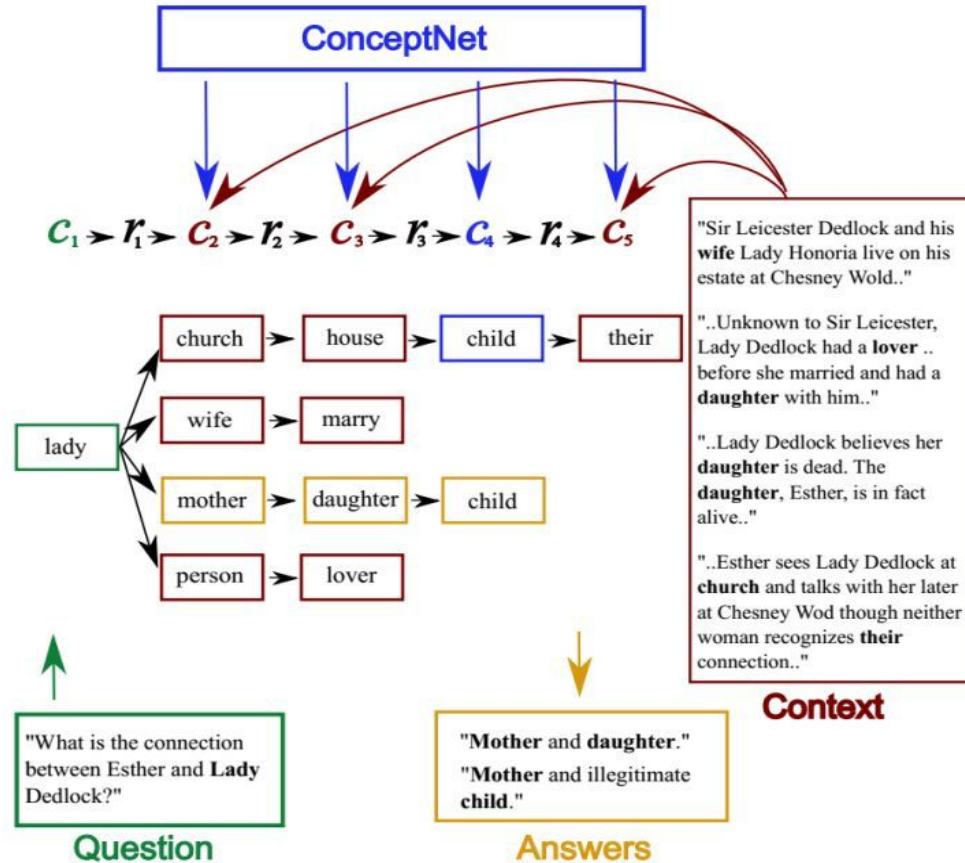 ConceptNet
c₁ → r₁ → c₂ → r₂ → c₃ → r₃ → c₄ → r₄ → c₅
church
house
child
their
wife
marry
lady
mother
daughter
child
person
lover
"Sir Leicester Dedlock and his
wife Lady Honoria live on his
estate at Chesney Wold.."
"..Unknown to Sir Leicester,
Lady Dedlock had a lover ..
before she married and had a
daughter with him.."
"..Lady Dedlock believes her
daughter is dead. The
daughter, Esther, is in fact
alive.."
"..Esther sees Lady Dedlock at
church and talks with her later
at Chesney Wod though neither
woman recognizes their
connection.."
Context
"What is the connection
between Esther and Lady
Dedlock?"
Question
"Mother and daughter."
"Mother and illegitimate
child."
Answers